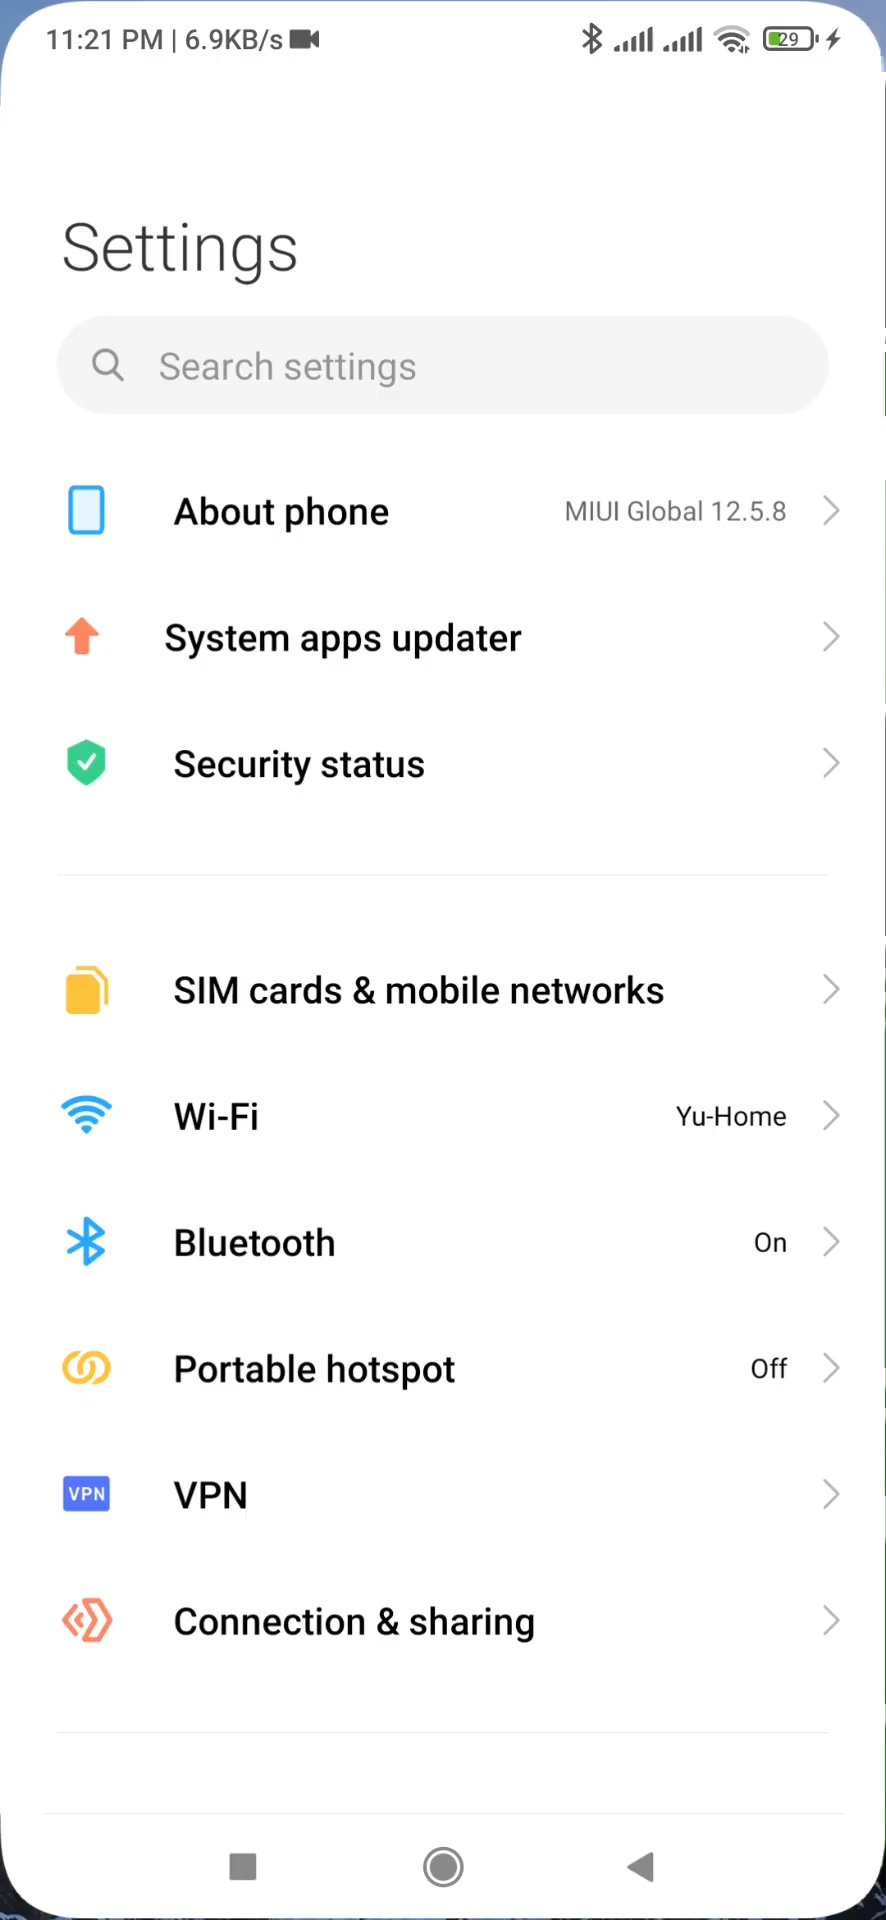 11:21 PM | 6.9KB/s 29
Settings
Search settings
About phone MIUI Global 12.5.8
System apps updater
Security status
SIM cards & mobile networks
Wi-Fi Yu-Home
Bluetooth On
Portable hotspot Off
VPN VPN
Connection & sharing